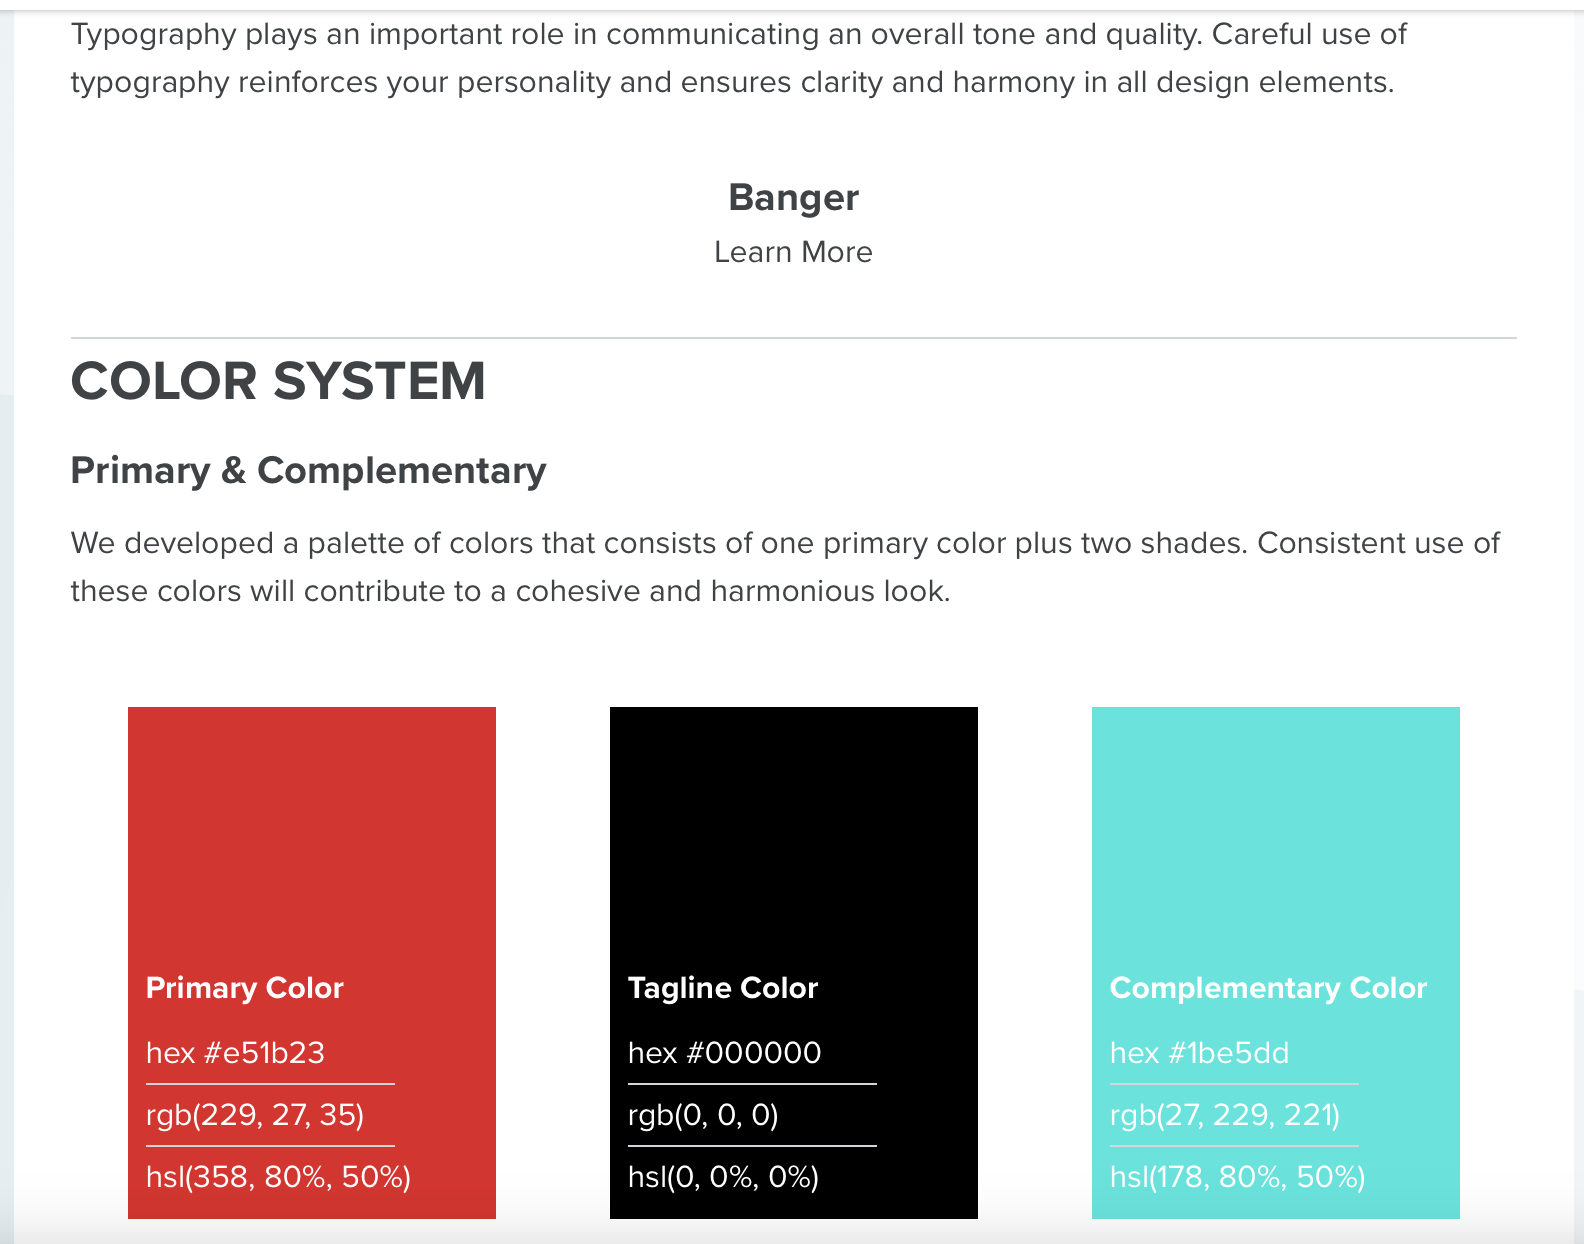 Typography plays an important role in communicating an overall tone and quality. Careful use of
typography reinforces your personality and ensures clarity and harmony in all design elements.
Banger
Learn More
COLOR SYSTEM
Primary & Complementary
We developed a palette of colors that consists of one primary color plus two shades. Consistent use of
these colors will contribute to a cohesive and harmonious look.
Primary Color
hex #e51b23
rgb(229, 27, 35)
hsl(358, 80%, 50%)
Tagline Color
hex #000000
rgb(0, 0, 0)
hsl(0, 0%, 0%)
Complementary Color
hex #1be5dd
rgb(27, 229, 221)
hsl(178, 80%, 50%)